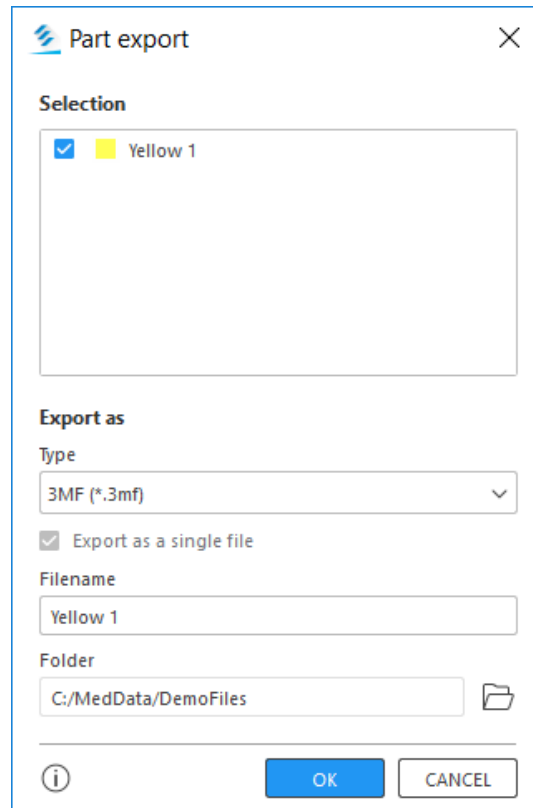 Part export
Selection
Yellow 1
Export as
Type
3MF (*.3mf)
Export as a single file
Filename
Yellow 1
Folder
C:/MedData/DemoFiles
OK CANCEL